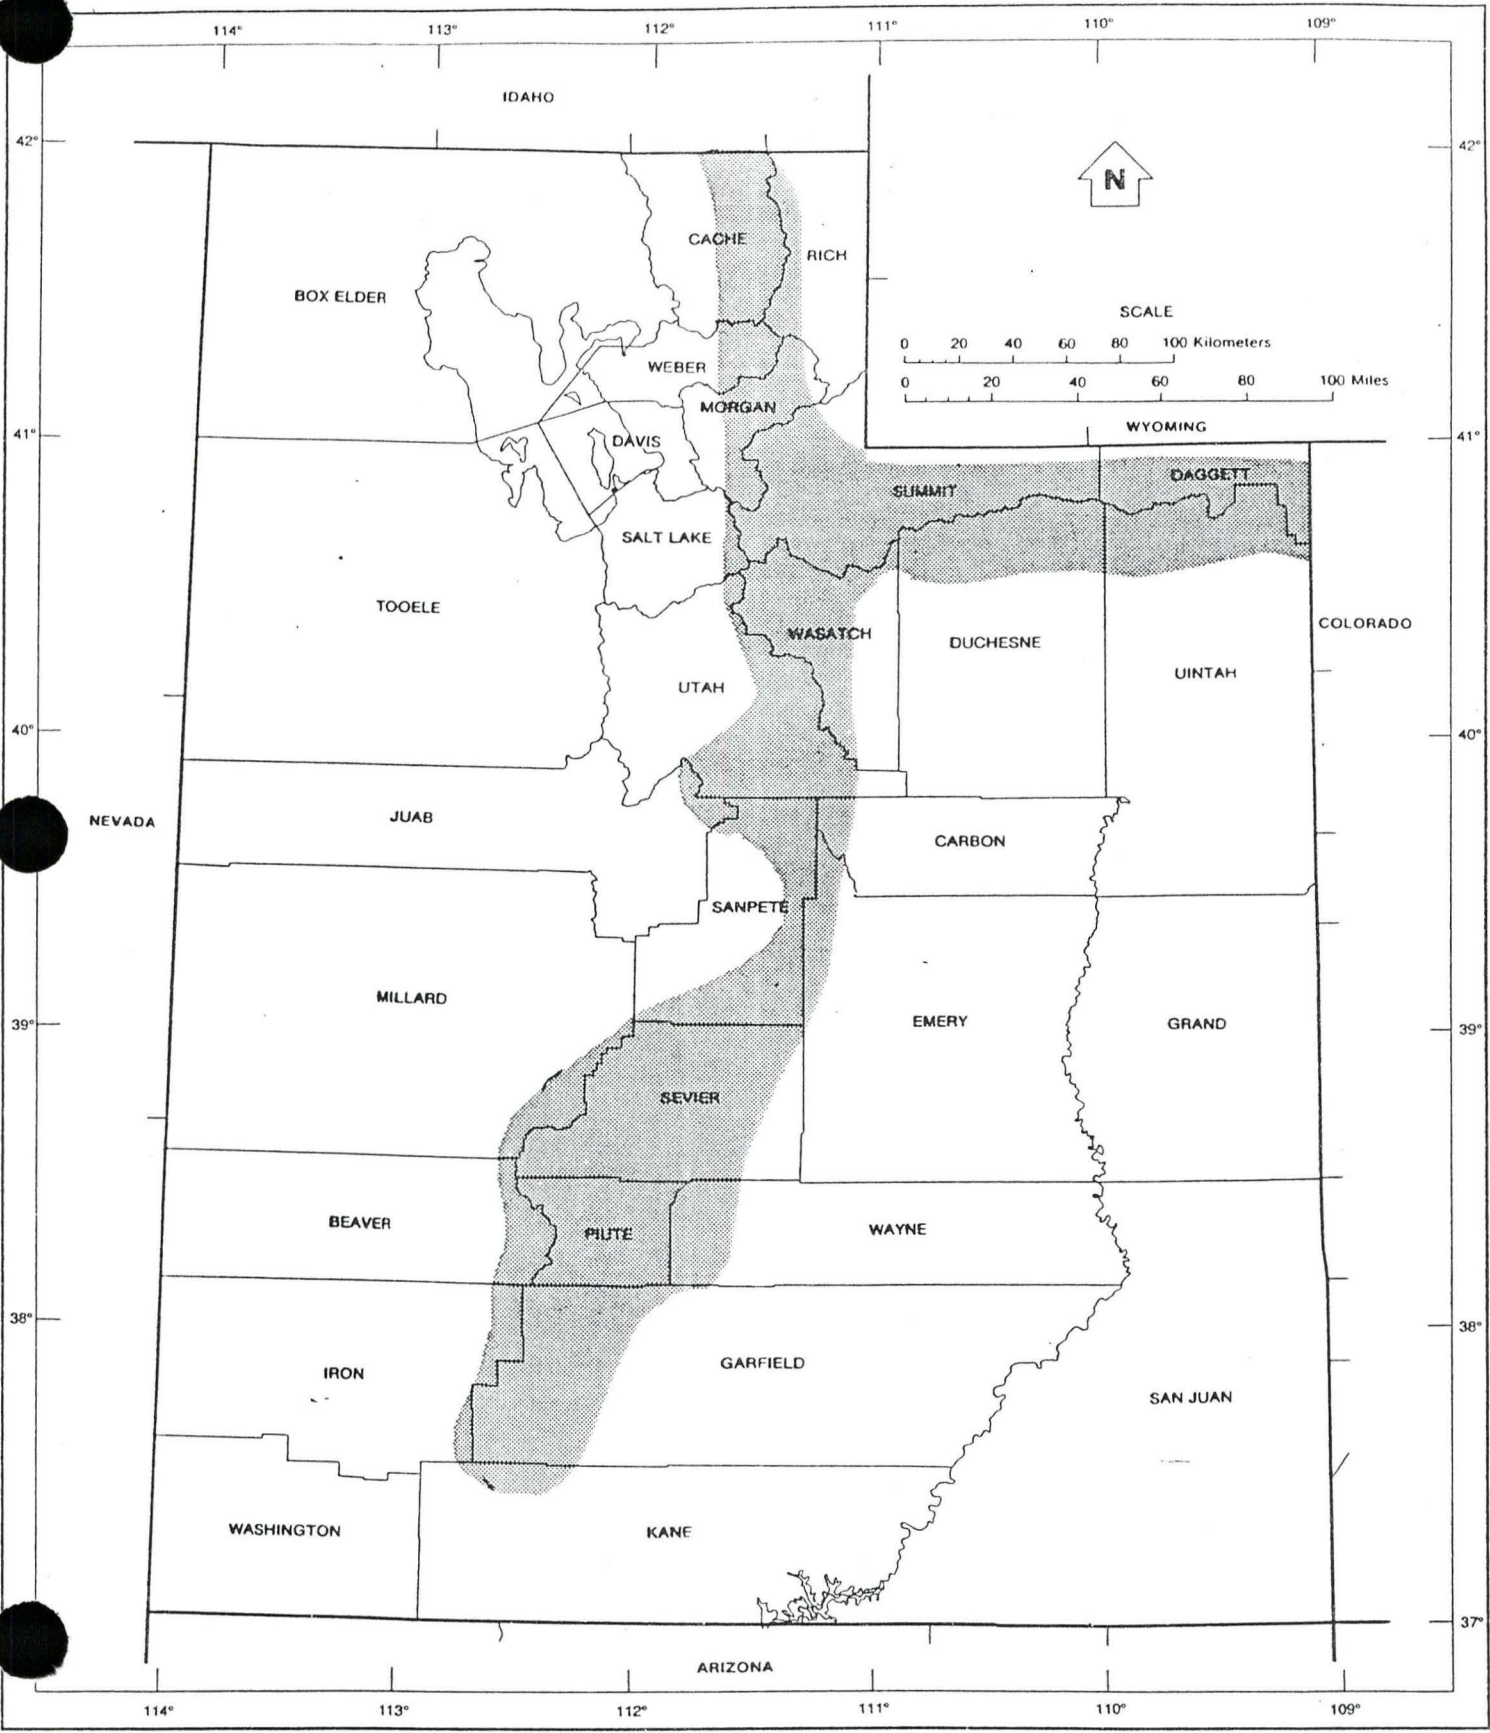 114° 113° 112° 111° 110° 109°
IDAHO
42° 42°
N
CACHE
RICH
BOX ELDER
SCALE
0 20 40 60 80 100 Kilometers
WEBER
0 20 40 60 80 100 Miles
MORGAN
WYOMING
41° 41°
DAVIS
DAGGETT
SUMMIT
SALT LAKE
TOOELE
COLORADO
WASATCH
DUCHESNE
UINTAH
UTAH
40° 40°
NEVADA
JUAB
CARBON
SANPETE
MILLARD
EMERY
GRAND
39° 39°
SEVIER
BEAVER
PIUTE
WAYNE
38° 38°
GARFIELD
IRON
SAN JUAN
WASHINGTON
KANE
37°
ARIZONA
114° 113° 112° 111° 110° 109°